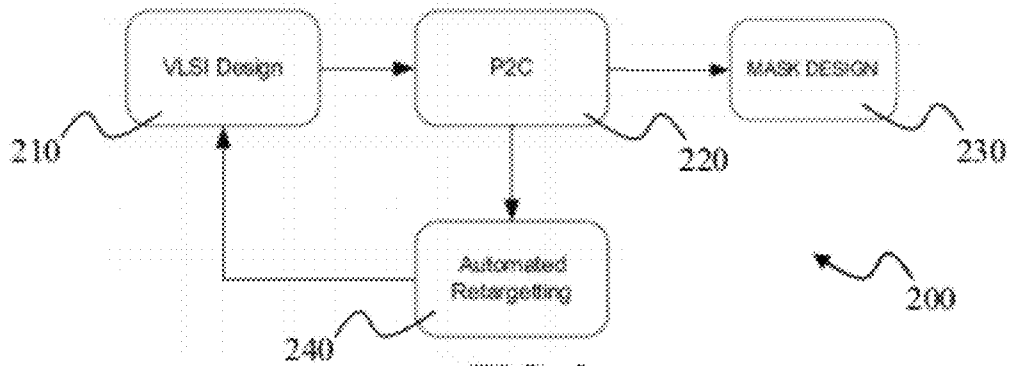 VLSI Design
P2C
MASK DESIGN
210
220
230
Automated
Retargetting
200
240